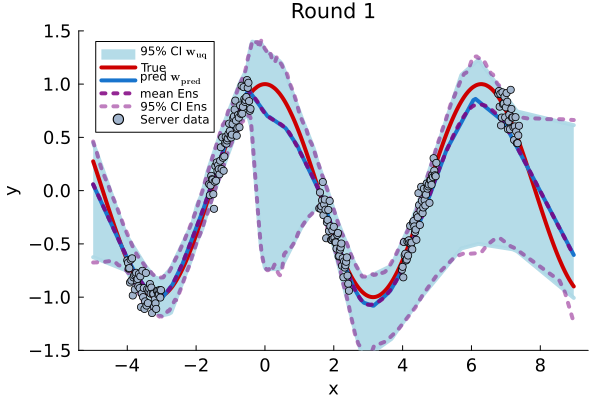 Round 1
1.5
1.0
0.5
0.0
−0.5
−1.0
−1.5
y
95% CI w_uq
True
pred w_pred
mean Ens
95% CI Ens
Server data
−4 −2 0 2 4 6 8
x